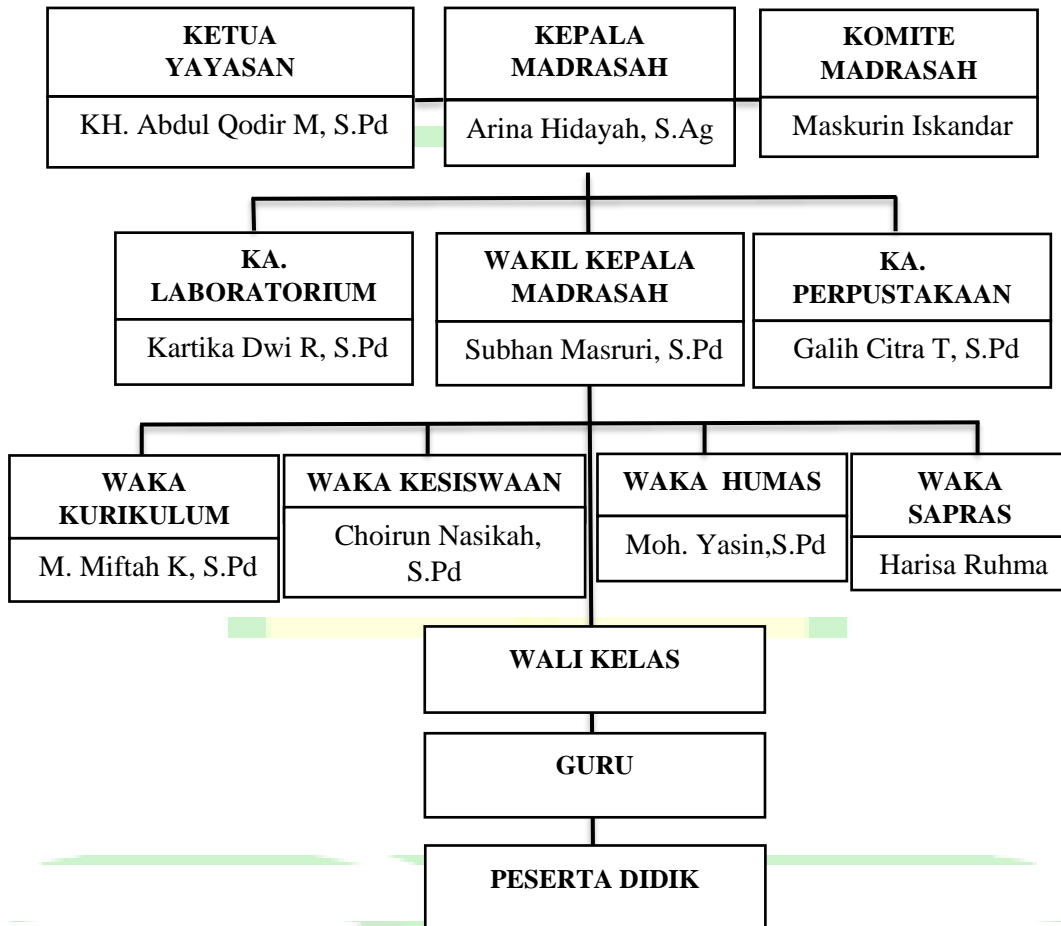 KETUA
YAYASAN
KH. Abdul Qodir M, S.Pd
KEPALA
MADRASAH
Arina Hidayah, S.Ag
KOMITE
MADRASAH
Maskurin Iskandar
KA.
LABORATORIUM
Kartika Dwi R, S.Pd
WAKIL KEPALA
MADRASAH
Subhan Masruri, S.Pd
KA.
PERPUSTAKAAN
Galih Citra T, S.Pd
WAKA
KURIKULUM
M. Miftah K, S.Pd
WAKA KESISWAAN
Choirun Nasikah,
S.Pd
WAKA HUMAS
Moh. Yasin,S.Pd
WAKA
SAPRAS
Harisa Ruhma
WALI KELAS
GURU
PESERTA DIDIK